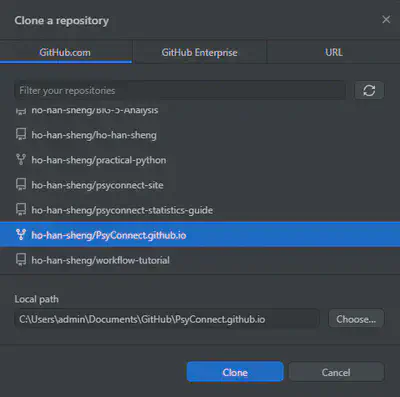 Clone a repository
GitHub.com
GitHub Enterprise
URL
Filter your repositories
ho-han-sheng/BIG-5-Analysis
ho-han-sheng/ho-han-sheng
ho-han-sheng/practical-python
ho-han-sheng/psyconnect-site
ho-han-sheng/psyconnect-statistics-guide
ho-han-sheng/PsyConnect.github.io
ho-han-sheng/workflow-tutorial
Local path
C:\Users\admin\Documents\GitHub\PsyConnect.github.io
Choose...
Clone
Cancel